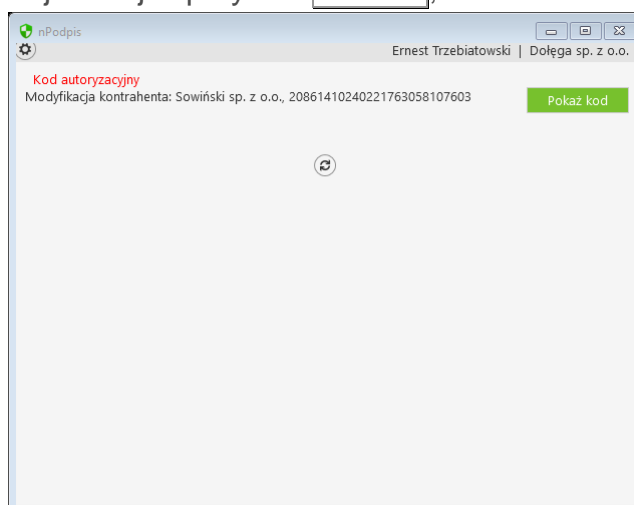 nPodpis
Ernest Trzebiatowski | Dołęga sp. z o.o.
Kod autoryzacyjny
Modyfikacja kontrahenta: Sowiński sp. z o.o., 20861410240221763058107603
Pokaż kod